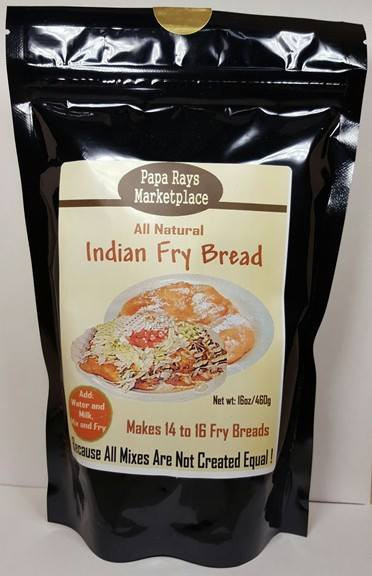 Papa Rays
Marketplace
All Natural
Indian Fry Bread
Net wt: 16oz/460g
Add:
Water and
Milk,
Mix and Fry
Makes 14 to 16 Fry Breads
Because All Mixes Are Not Created Equal !